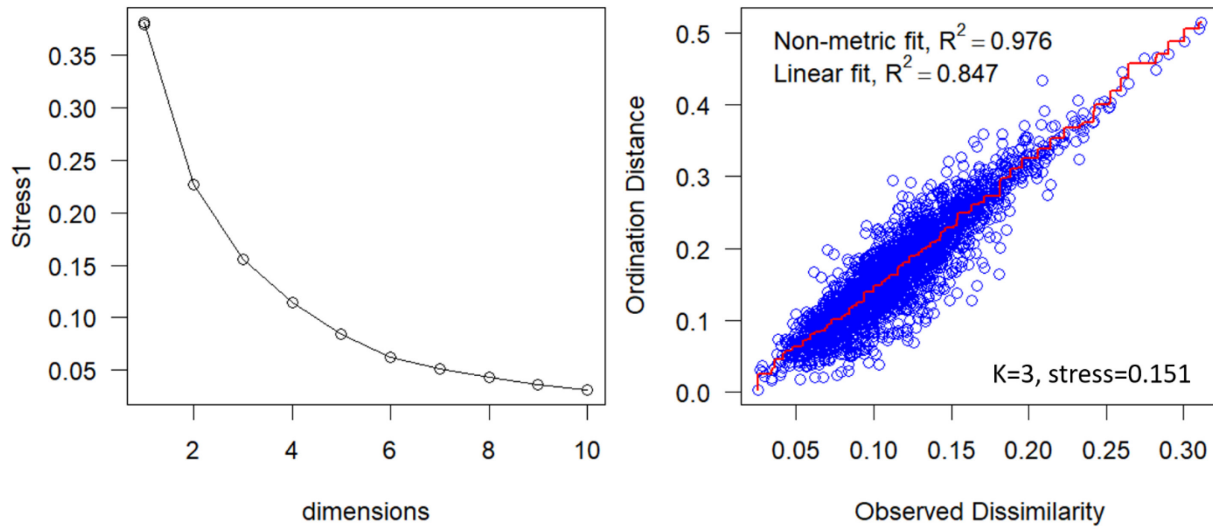 Stress1
0.35
0.30
0.25
0.20
0.15
0.10
0.05
2 4 6 8 10
dimensions
Ordination Distance
0.5
0.4
0.3
0.2
0.1
0.0
Non-metric fit, R² = 0.976
Linear fit, R² = 0.847
K=3, stress=0.151
0.05 0.10 0.15 0.20 0.25 0.30
Observed Dissimilarity